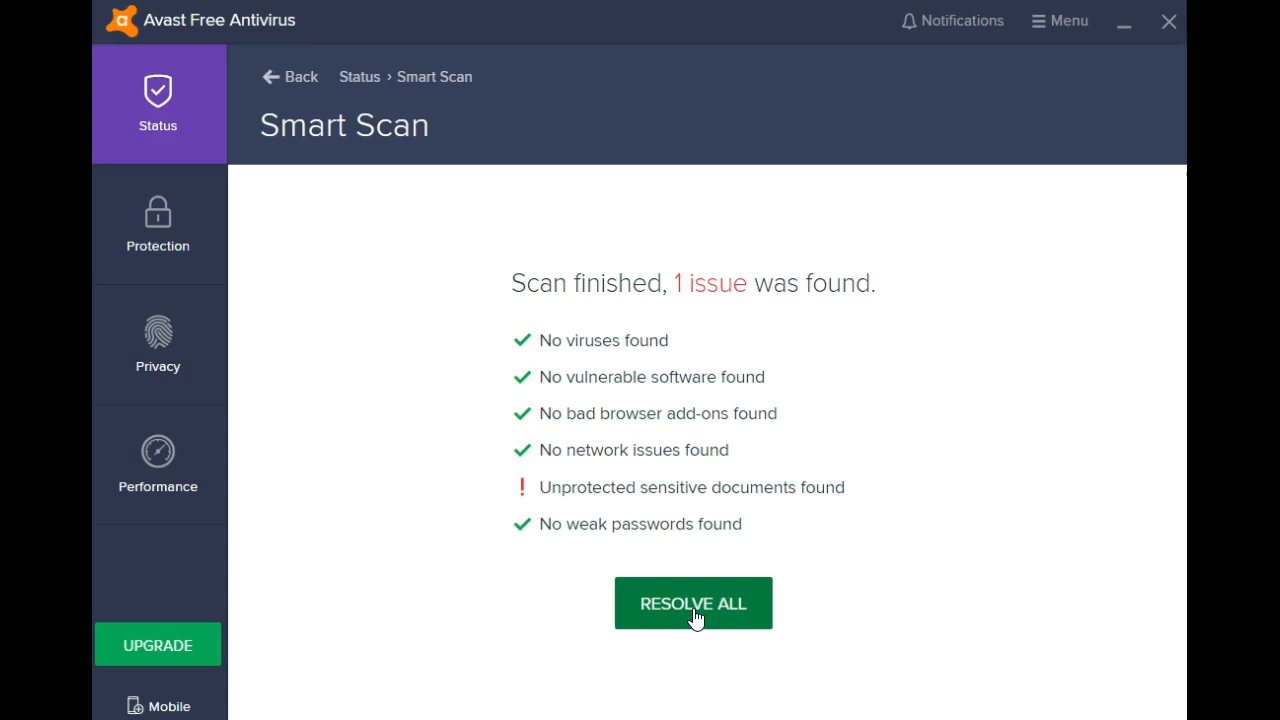 Avast Free Antivirus
Notifications
Menu
Back
Status › Smart Scan
Smart Scan
Status
Protection
Privacy
Performance
Scan finished, 1 issue was found.
No viruses found
No vulnerable software found
No bad browser add-ons found
No network issues found
Unprotected sensitive documents found
No weak passwords found
RESOLVE ALL
UPGRADE
Mobile